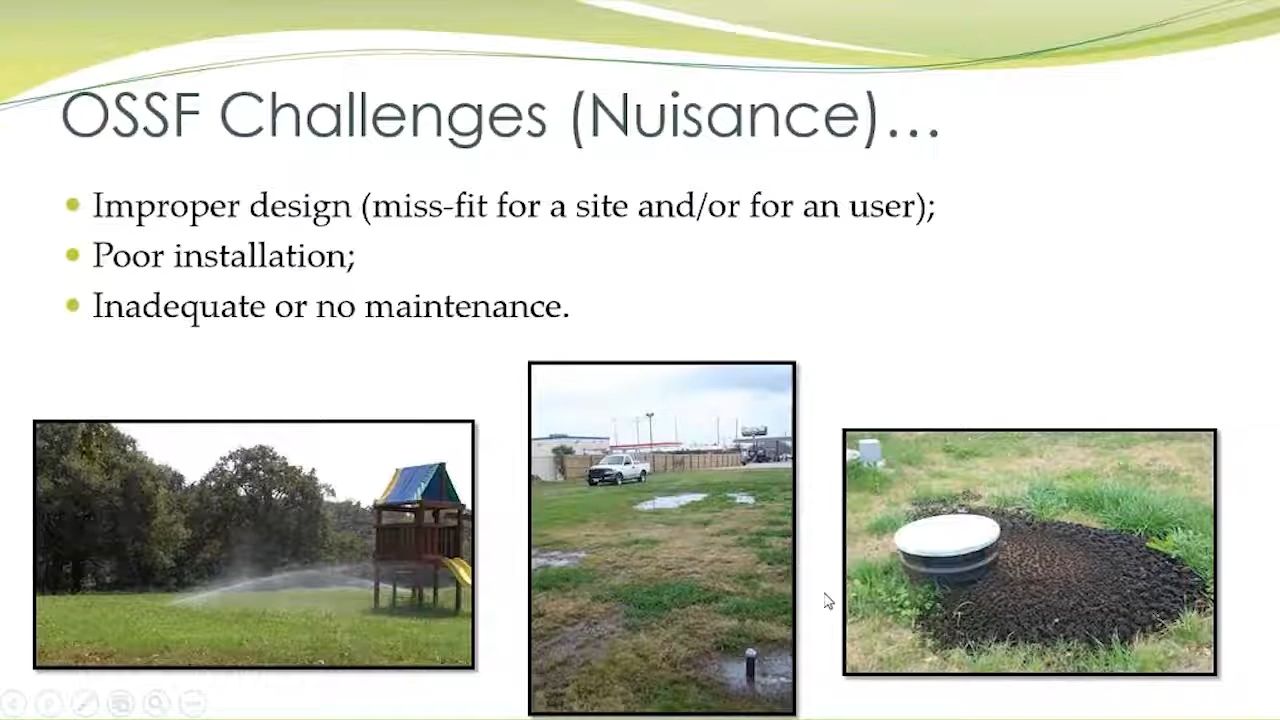 OSSF Challenges (Nuisance)...
Improper design (miss-fit for a site and/or for an user);
Poor installation;
Inadequate or no maintenance.